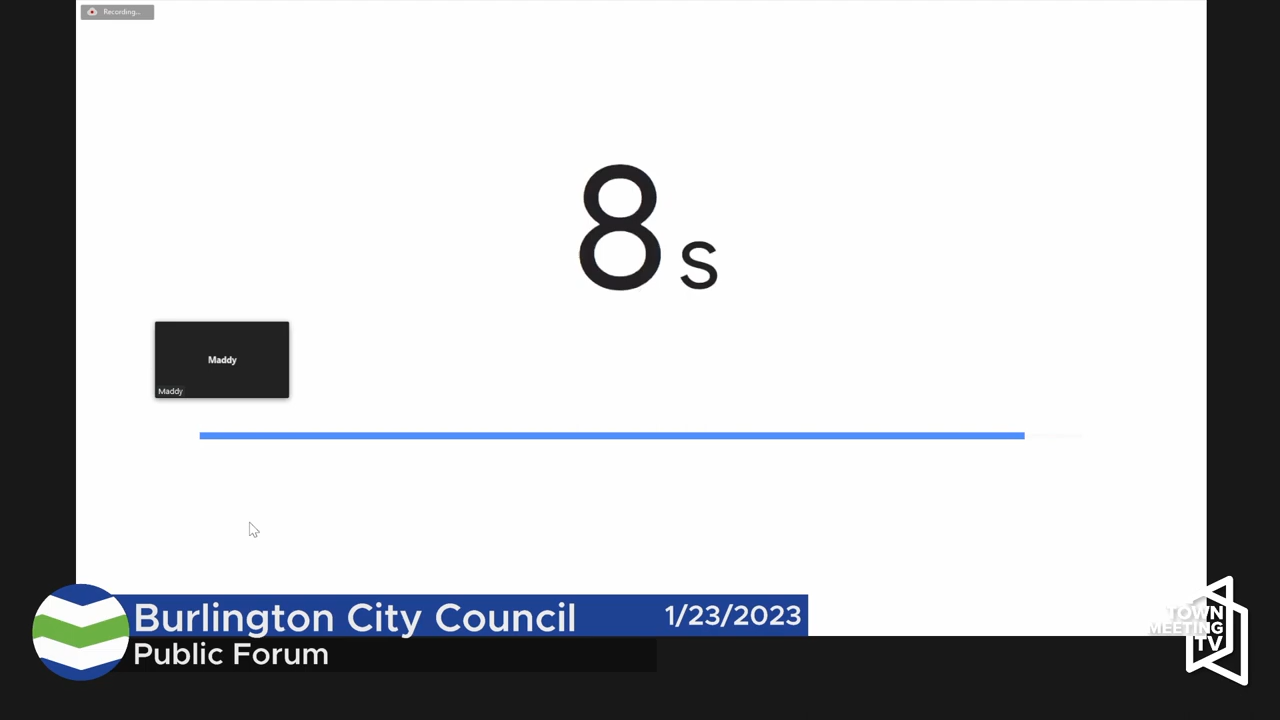 Recording...
8 s
Maddy
Maddy
Burlington City Council 1/23/2023
Public Forum
TOWN
MEETING
TV